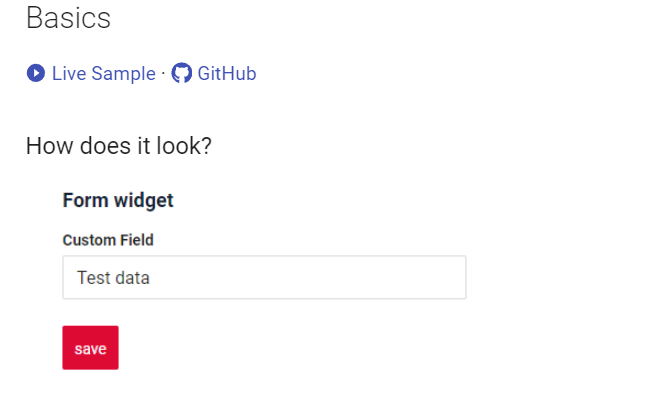 Basics
Live Sample · GitHub
How does it look?
Form widget
Custom Field
Test data
save